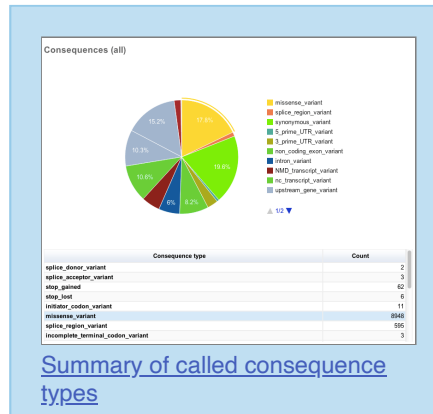 Consequences (all)
17.8%
19.8%
8.2%
6%
10.6%
10.3%
15.2%
missense_variant
splice_region_variant
synonymous_variant
5_prime_UTR_variant
3_prime_UTR_variant
non_coding_exon_variant
intron_variant
NMD_transcript_variant
nc_transcript_variant
upstream_gene_variant
1/2
Consequence type Count
splice_donor_variant 2
splice_acceptor_variant 3
stop_gained 62
stop_lost 6
initiator_codon_variant 11
missense_variant 8948
splice_region_variant 595
incomplete_terminal_codon_variant 3
Summary of called consequence
types